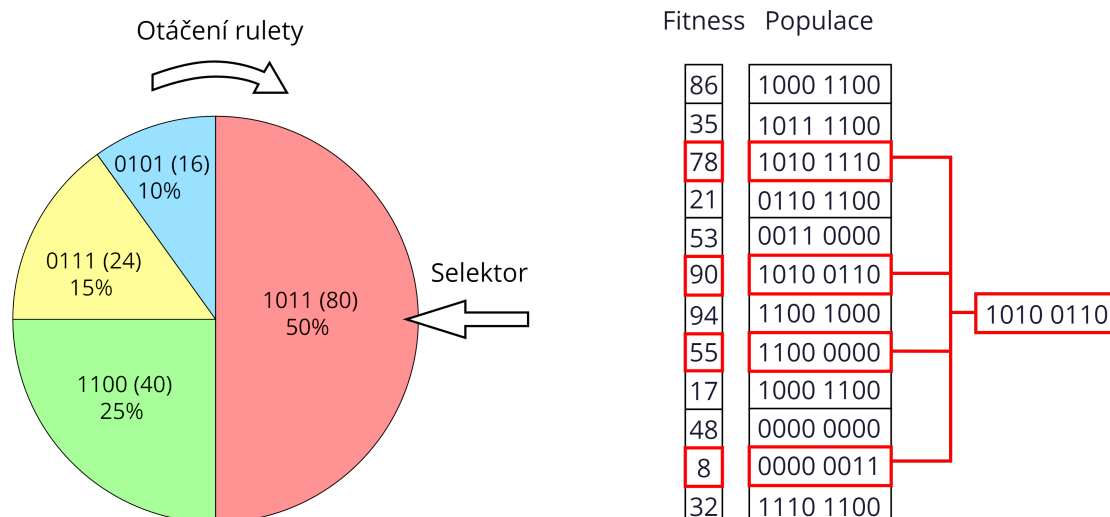 Otáčení rulety
0101 (16)
10%
0111 (24)
15%
1011 (80)
50%
1100 (40)
25%
Selektor
Fitness Populace
86 1000 1100
35 1011 1100
78 1010 1110
21 0110 1100
53 0011 0000
90 1010 0110
94 1100 1000
55 1100 0000
17 1000 1100
48 0000 0000
8 0000 0011
32 1110 1100
1010 0110